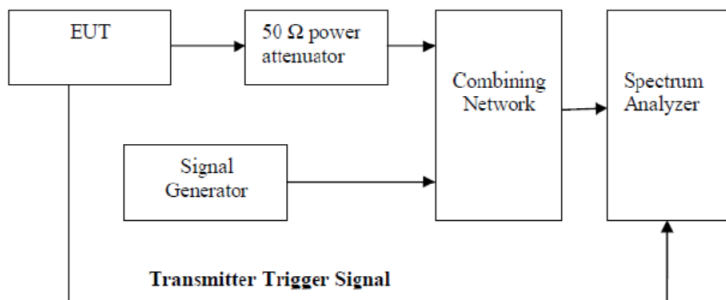 EUT
50 Ω power
attenuator
Combining
Network
Spectrum
Analyzer
Signal
Generator
Transmitter Trigger Signal